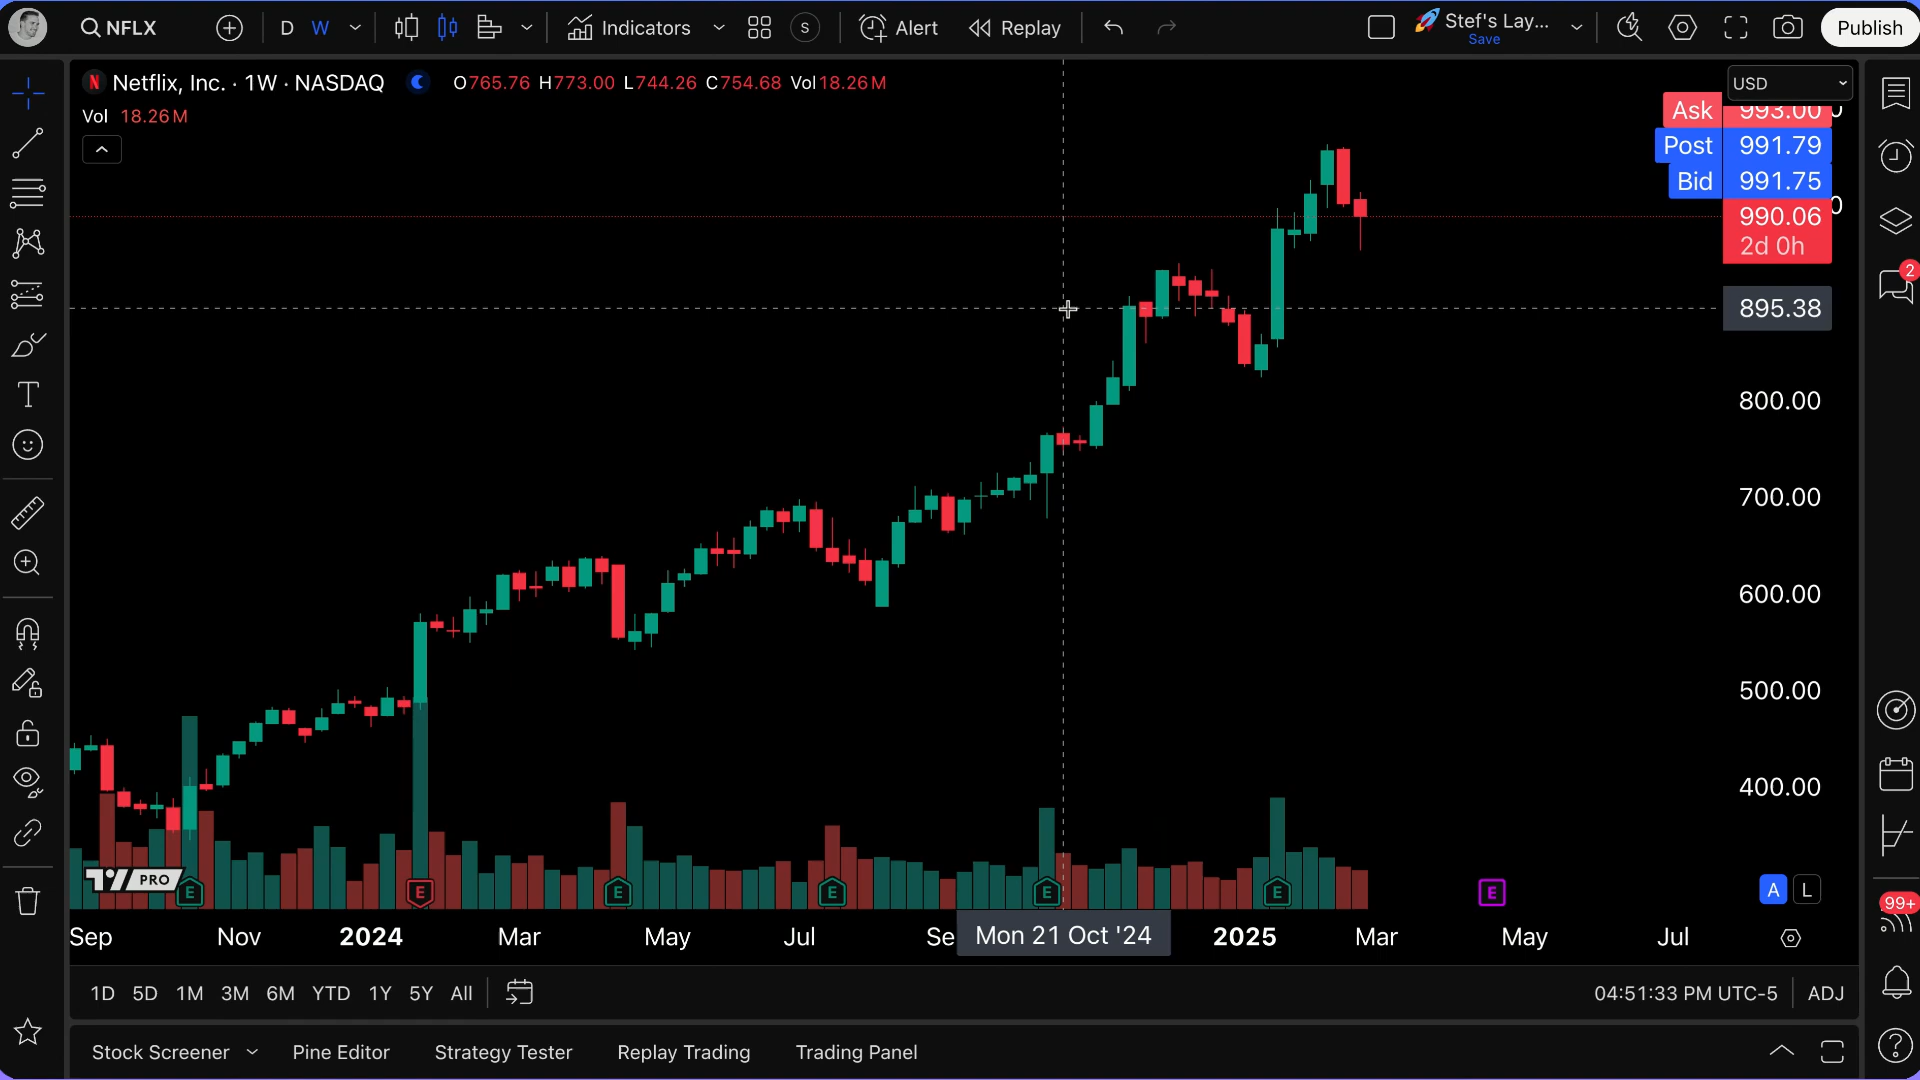 NFLX
D W
Indicators
S
Alert
Replay
Stef's Lay...
Save
Publish
N Netflix, Inc. · 1W · NASDAQ
O765.76 H773.00 L744.26 C754.68 Vol18.26M
Vol 18.26M
USD
Ask 993.00
Post 991.79
Bid 991.75
990.06
2d 0h
895.38
800.00
700.00
600.00
500.00
400.00
2
99+
PRO
E E E E E E E
A L
Sep Nov 2024 Mar May Jul Se Mon 21 Oct '24 2025 Mar May Jul
1D 5D 1M 3M 6M YTD 1Y 5Y All
04:51:33 PM UTC-5 ADJ
Stock Screener Pine Editor Strategy Tester Replay Trading Trading Panel